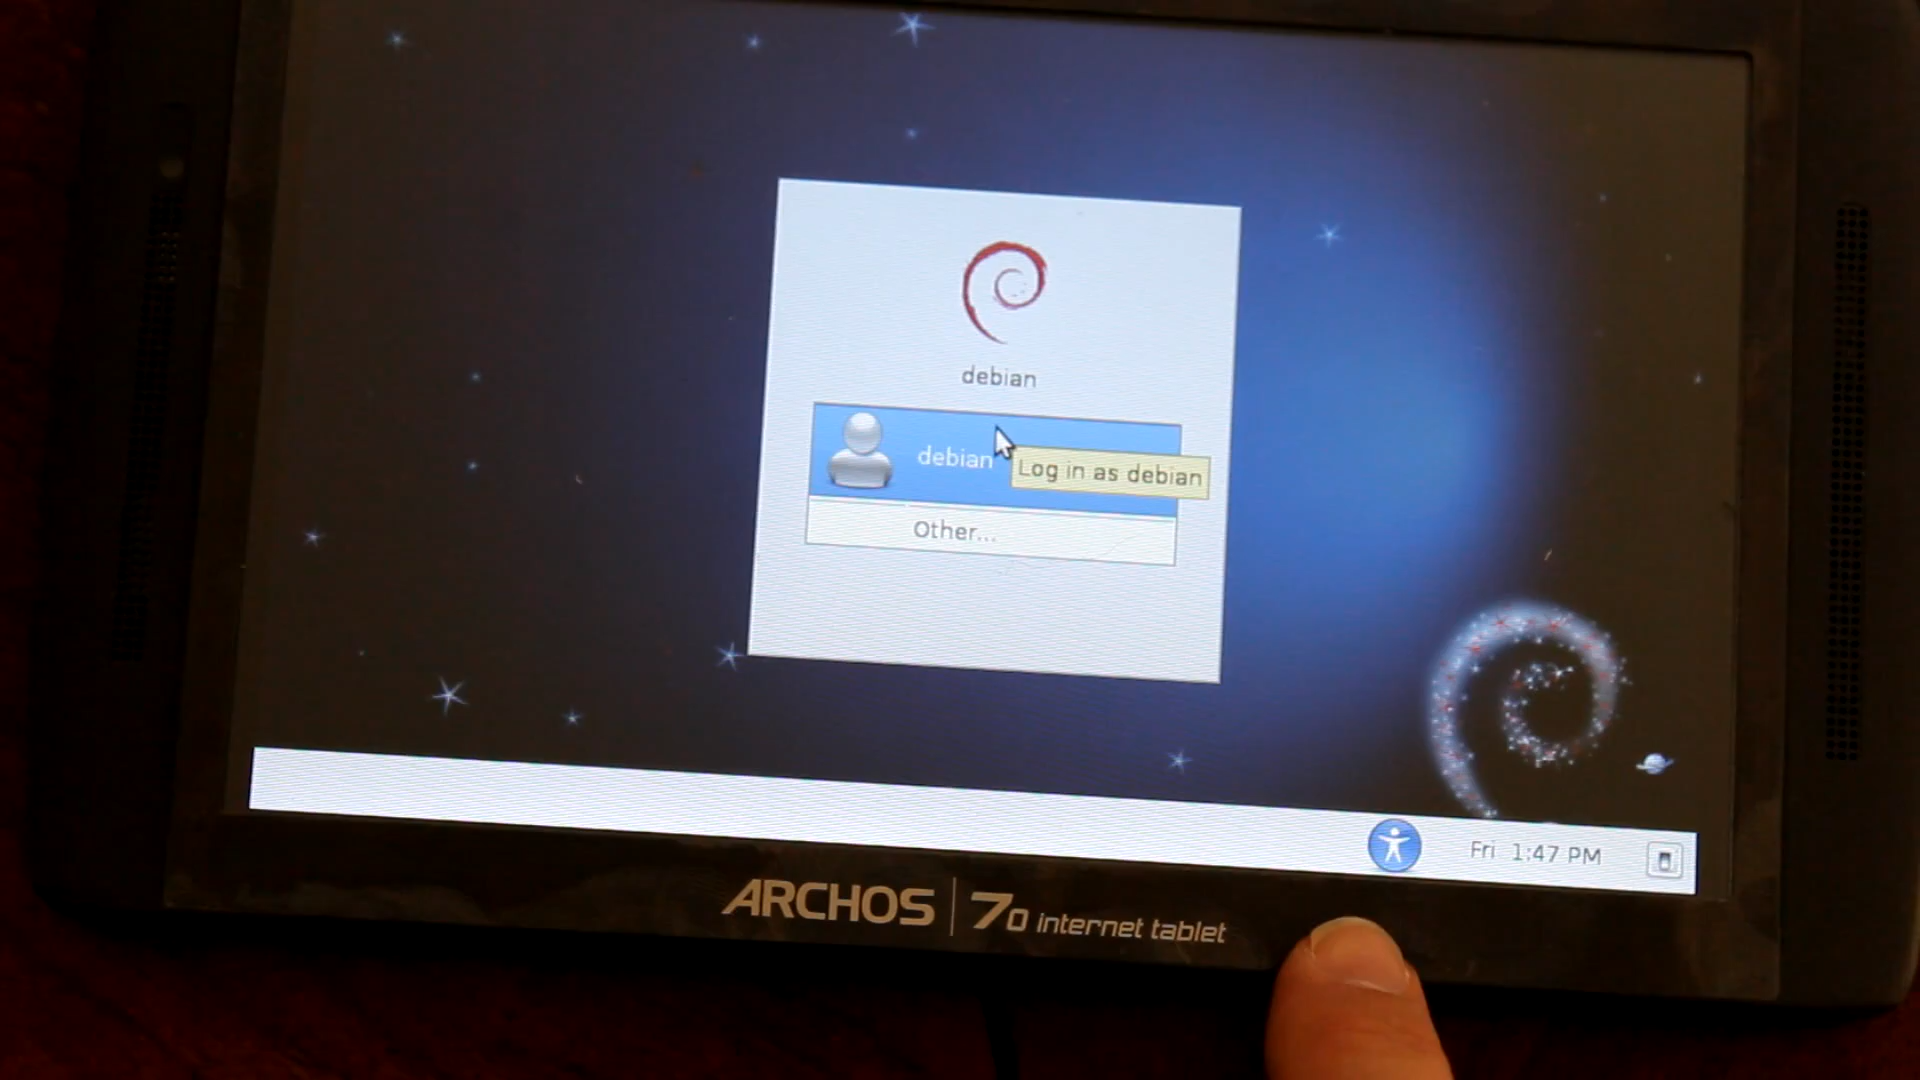 debian
debian
Log in as debian
Other...
Fri 1:47 PM
ARCHOS 70 internet tablet